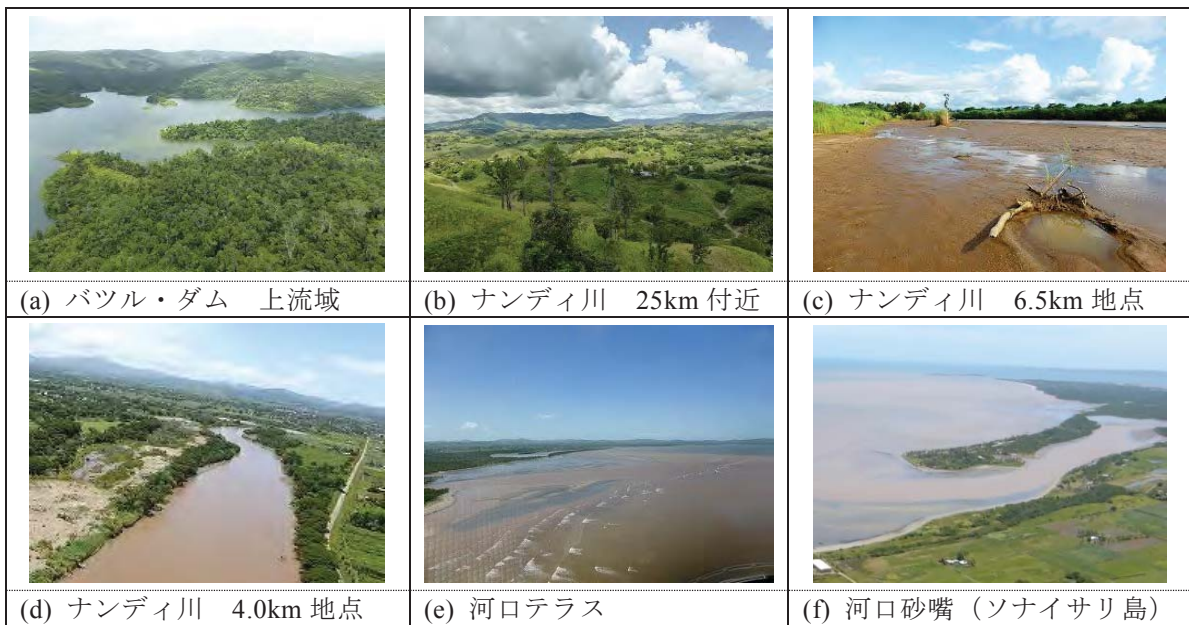 (a) バツル・ダム 上流域
(b) ナンディ川 25km 付近
(c) ナンディ川 6.5km 地点
(d) ナンディ川 4.0km 地点
(e) 河口テラス
(f) 河口砂嘴（ソナイサリ島）